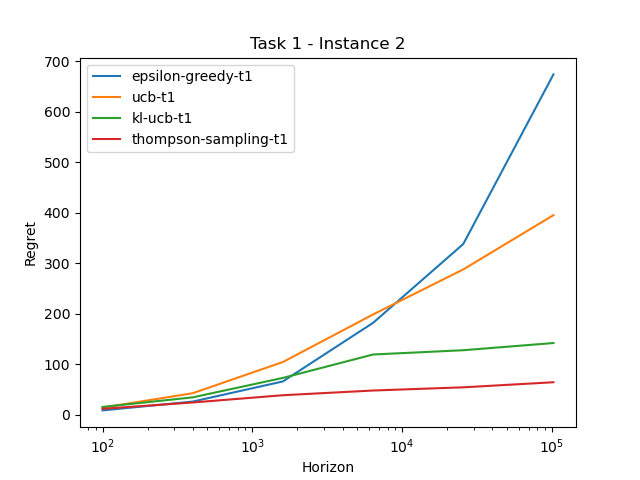 Task 1 - Instance 2
epsilon-greedy-t1
ucb-t1
kl-ucb-t1
thompson-sampling-t1
700
600
500
400
300
200
100
0
Regret
10²
10³
10⁴
10⁵
Horizon